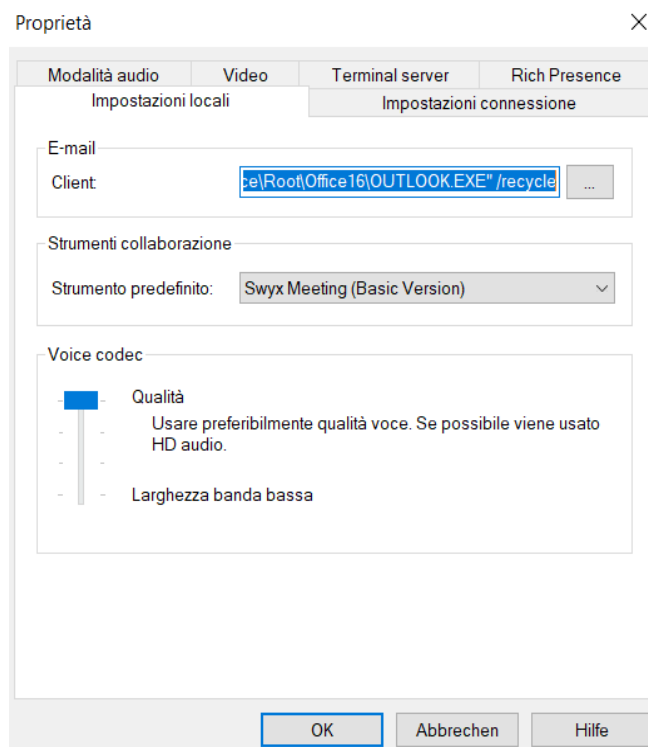 Proprietà
Modalità audio
Video
Terminal server
Rich Presence
Impostazioni locali
Impostazioni connessione
E-mail
Client:
ce\Root\Office16\OUTLOOK.EXE" /recycle
...
Strumenti collaborazione
Strumento predefinito:
Swyx Meeting (Basic Version)
Voice codec
Qualità
Usare preferibilmente qualità voce. Se possibile viene usato
HD audio.
Larghezza banda bassa
OK
Abbrechen
Hilfe